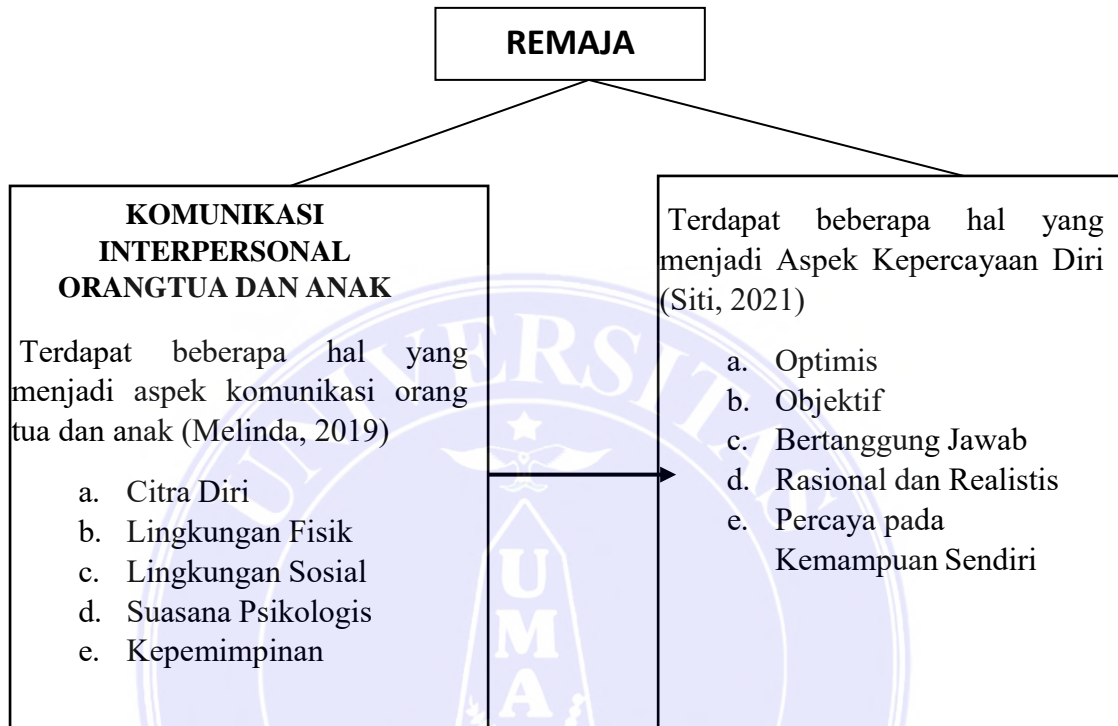 REMAJA
KOMUNIKASI
INTERPERSONAL
ORANGTUA DAN ANAK
Terdapat beberapa hal yang
menjadi aspek komunikasi orang
tua dan anak (Melinda, 2019)
a. Citra Diri
b. Lingkungan Fisik
c. Lingkungan Sosial
d. Suasana Psikologis
e. Kepemimpinan
Terdapat beberapa hal yang
menjadi Aspek Kepercayaan Diri
(Siti, 2021)
a. Optimis
b. Objektif
c. Bertanggung Jawab
d. Rasional dan Realistis
e. Percaya pada
Kemampuan Sendiri
UNIVERSITAS
UMA